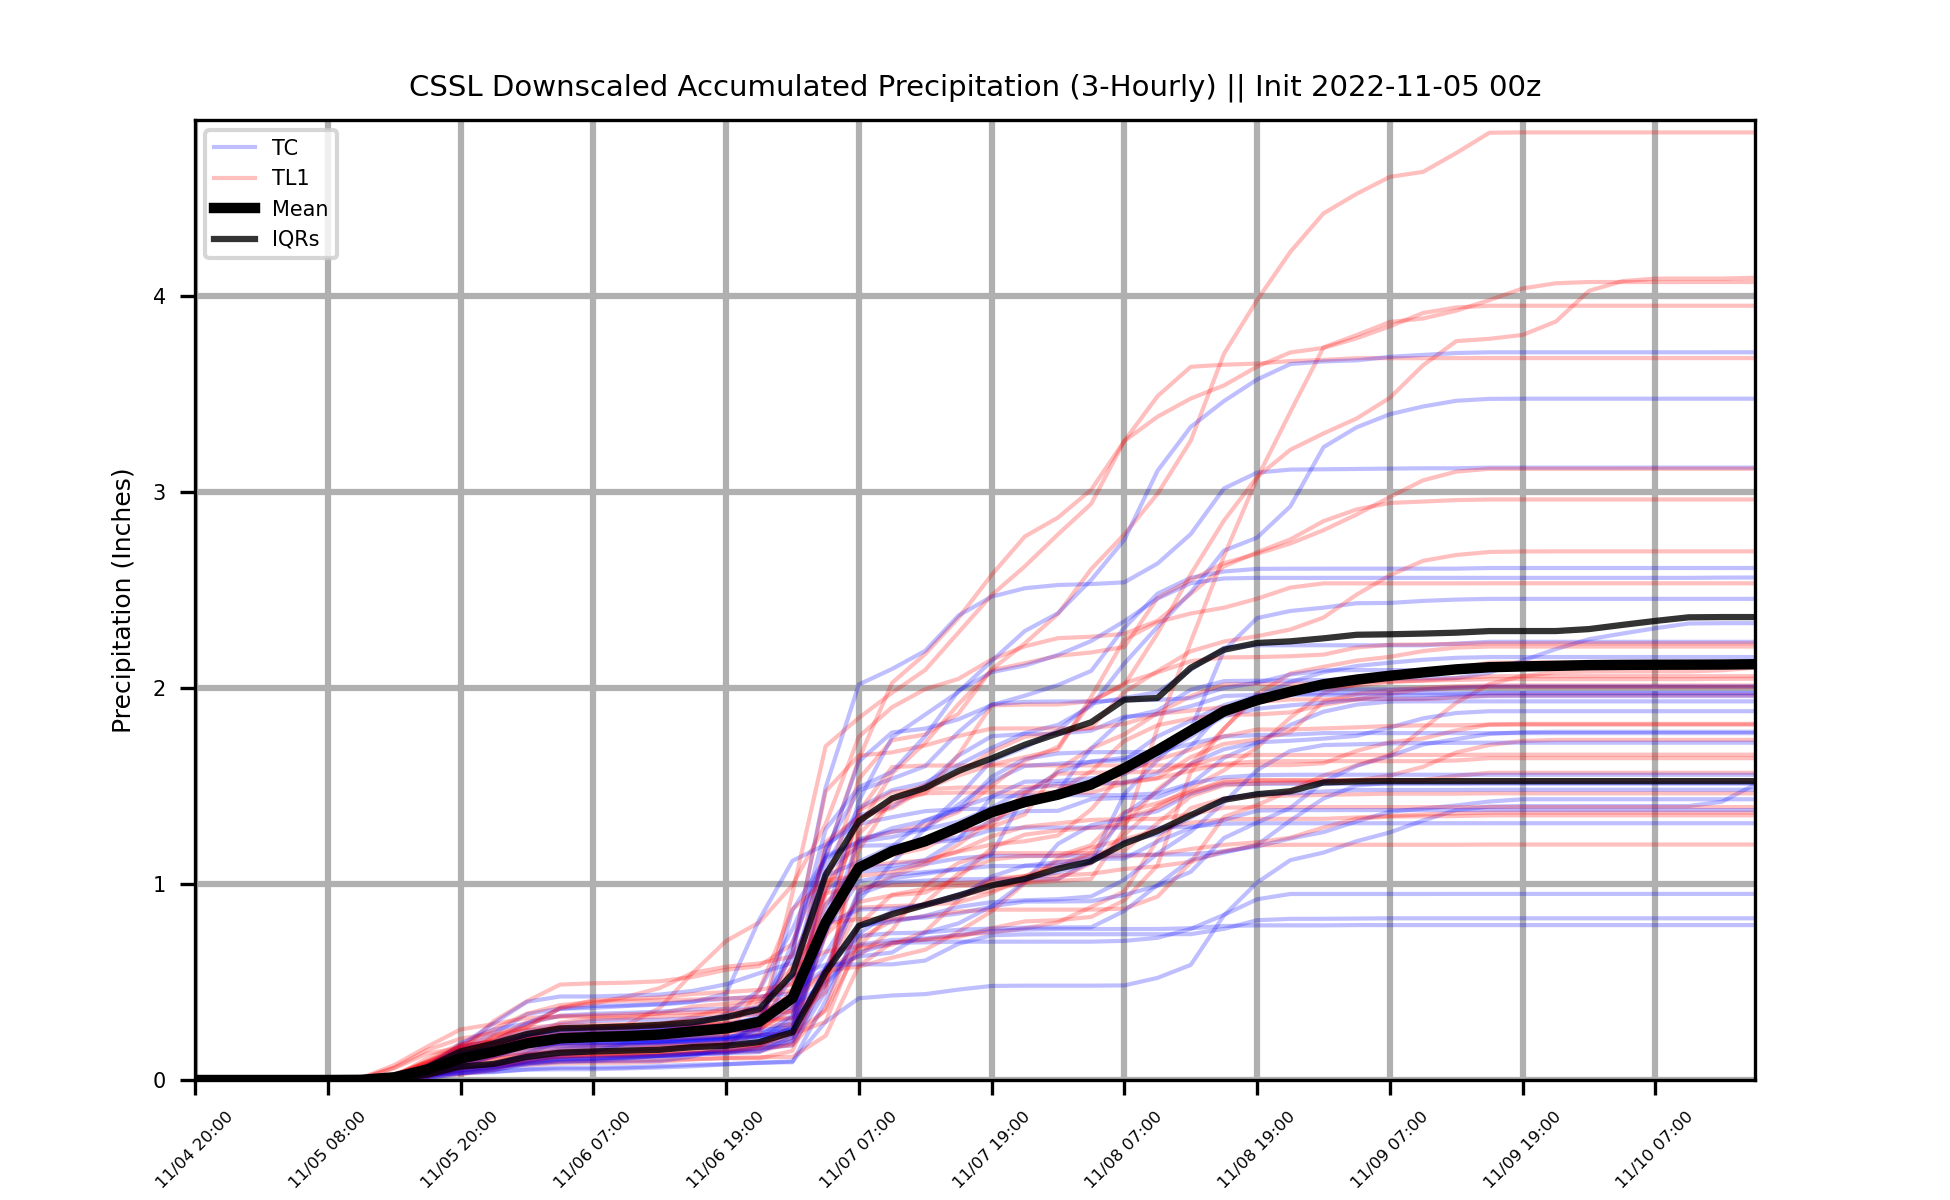 CSSL Downscaled Accumulated Precipitation (3-Hourly) || Init 2022-11-05 00z
TC
TL1
Mean
IQRs
Precipitation (Inches)
4
3
2
1
0
11/04 20:00
11/05 08:00
11/05 20:00
11/06 07:00
11/06 19:00
11/07 07:00
11/07 19:00
11/08 07:00
11/08 19:00
11/09 07:00
11/09 19:00
11/10 07:00